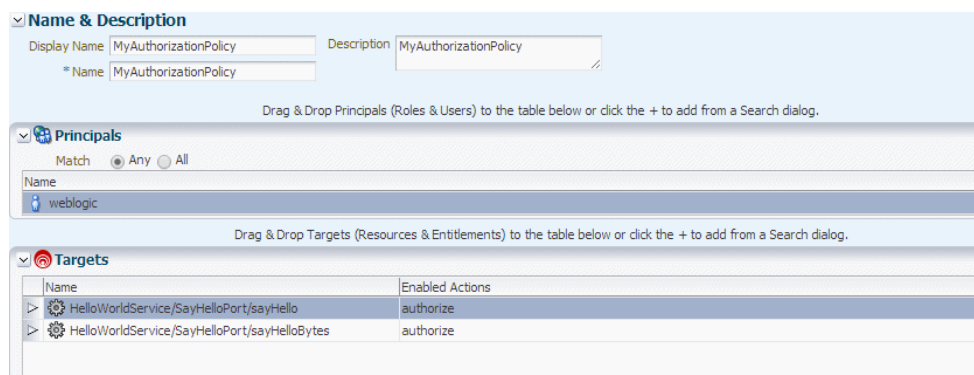 Name & Description
Display Name MyAuthorizationPolicy Description MyAuthorizationPolicy
* Name MyAuthorizationPolicy
Drag & Drop Principals (Roles & Users) to the table below or click the + to add from a Search dialog.
Principals
Match Any All
Name
weblogic
Drag & Drop Targets (Resources & Entitlements) to the table below or click the + to add from a Search dialog.
Targets
Name Enabled Actions
HelloWorldService/SayHelloPort/sayHello authorize
HelloWorldService/SayHelloPort/sayHelloBytes authorize